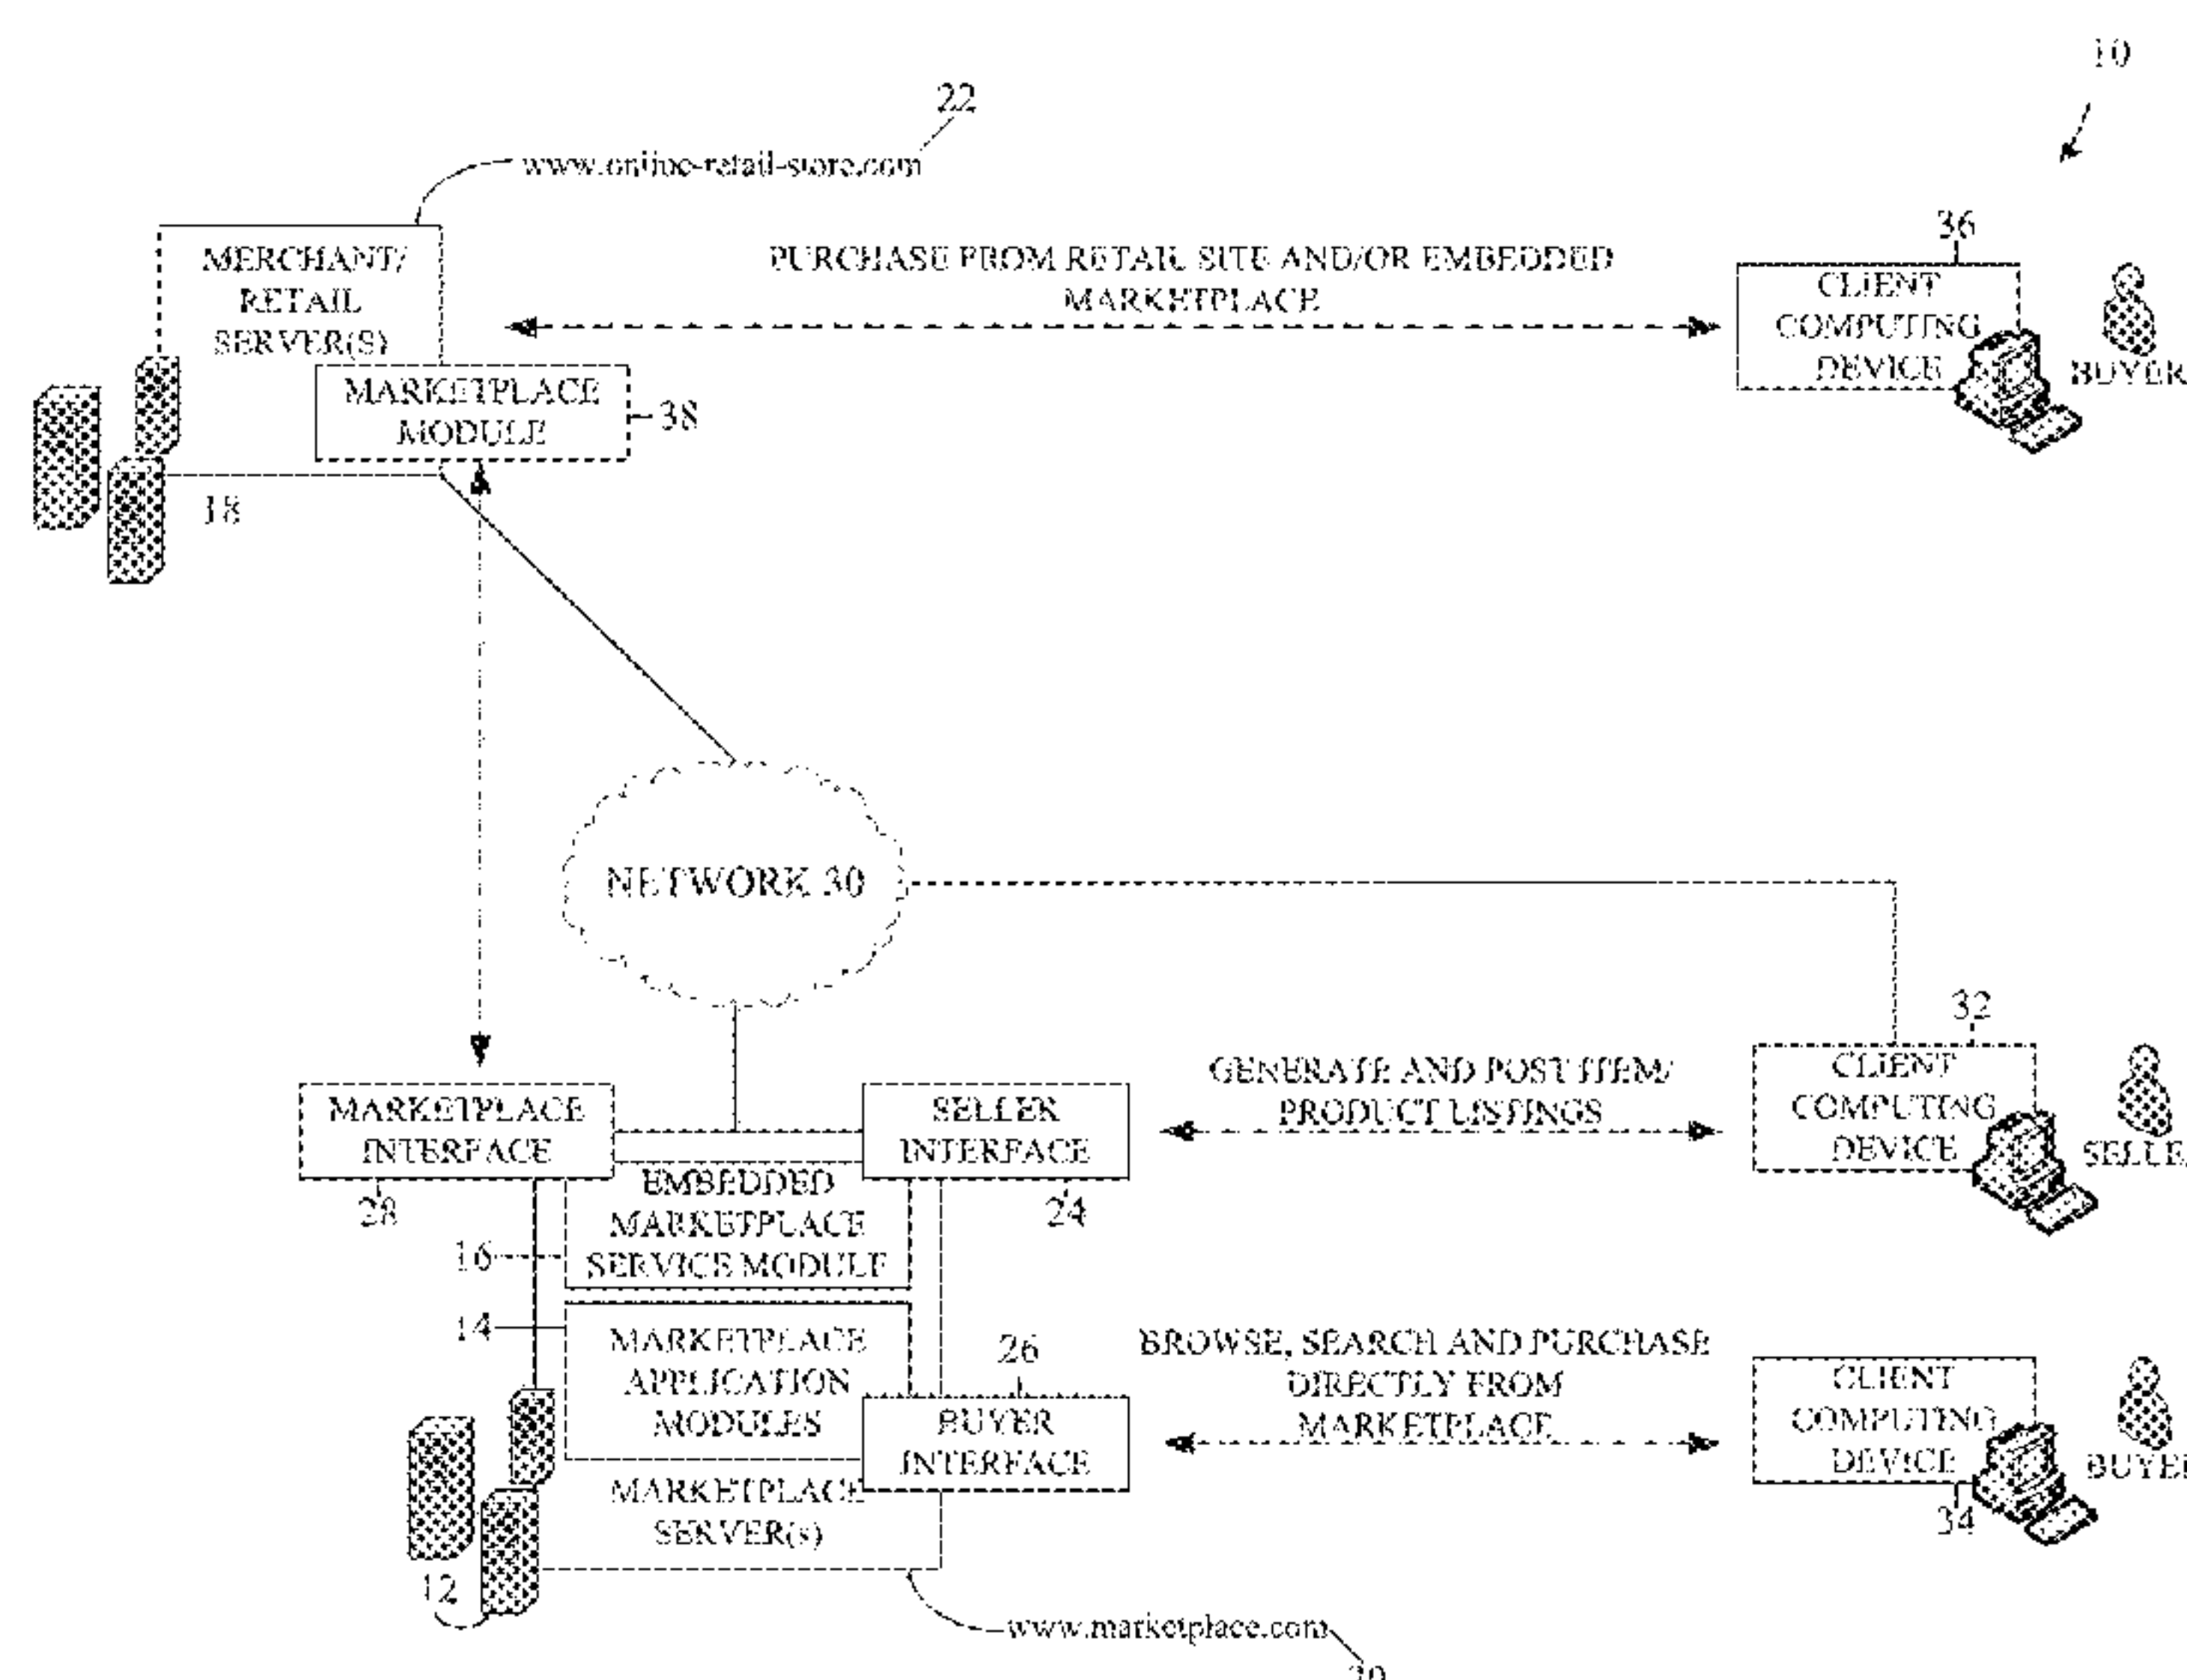 10
22
www.online-retail-store.com
MERCHANT/
RETAIL
SERVER(S)
PURCHASE FROM RETAIL SITE AND/OR EMBEDDED
MARKETPLACE
36
CLIENT
COMPUTING
DEVICE
BUYER
MARKETPLACE
MODULE
38
18
NETWORK 30
32
CLIENT
COMPUTING
DEVICE
SELLE
GENERATE AND POST ITEM/
PRODUCT LISTINGS
MARKETPLACE
INTERFACE
28
SELLER
INTERFACE
24
EMBEDDED
MARKETPLACE
SERVICE MODULE
16
14
MARKETPLACE
APPLICATION
MODULES
26
BUYER
INTERFACE
BROWSE, SEARCH AND PURCHASE
DIRECTLY FROM
MARKETPLACE
CLIENT
COMPUTING
DEVICE
BUYER
34
MARKETPLACE
SERVER(s)
12
www.marketplace.com